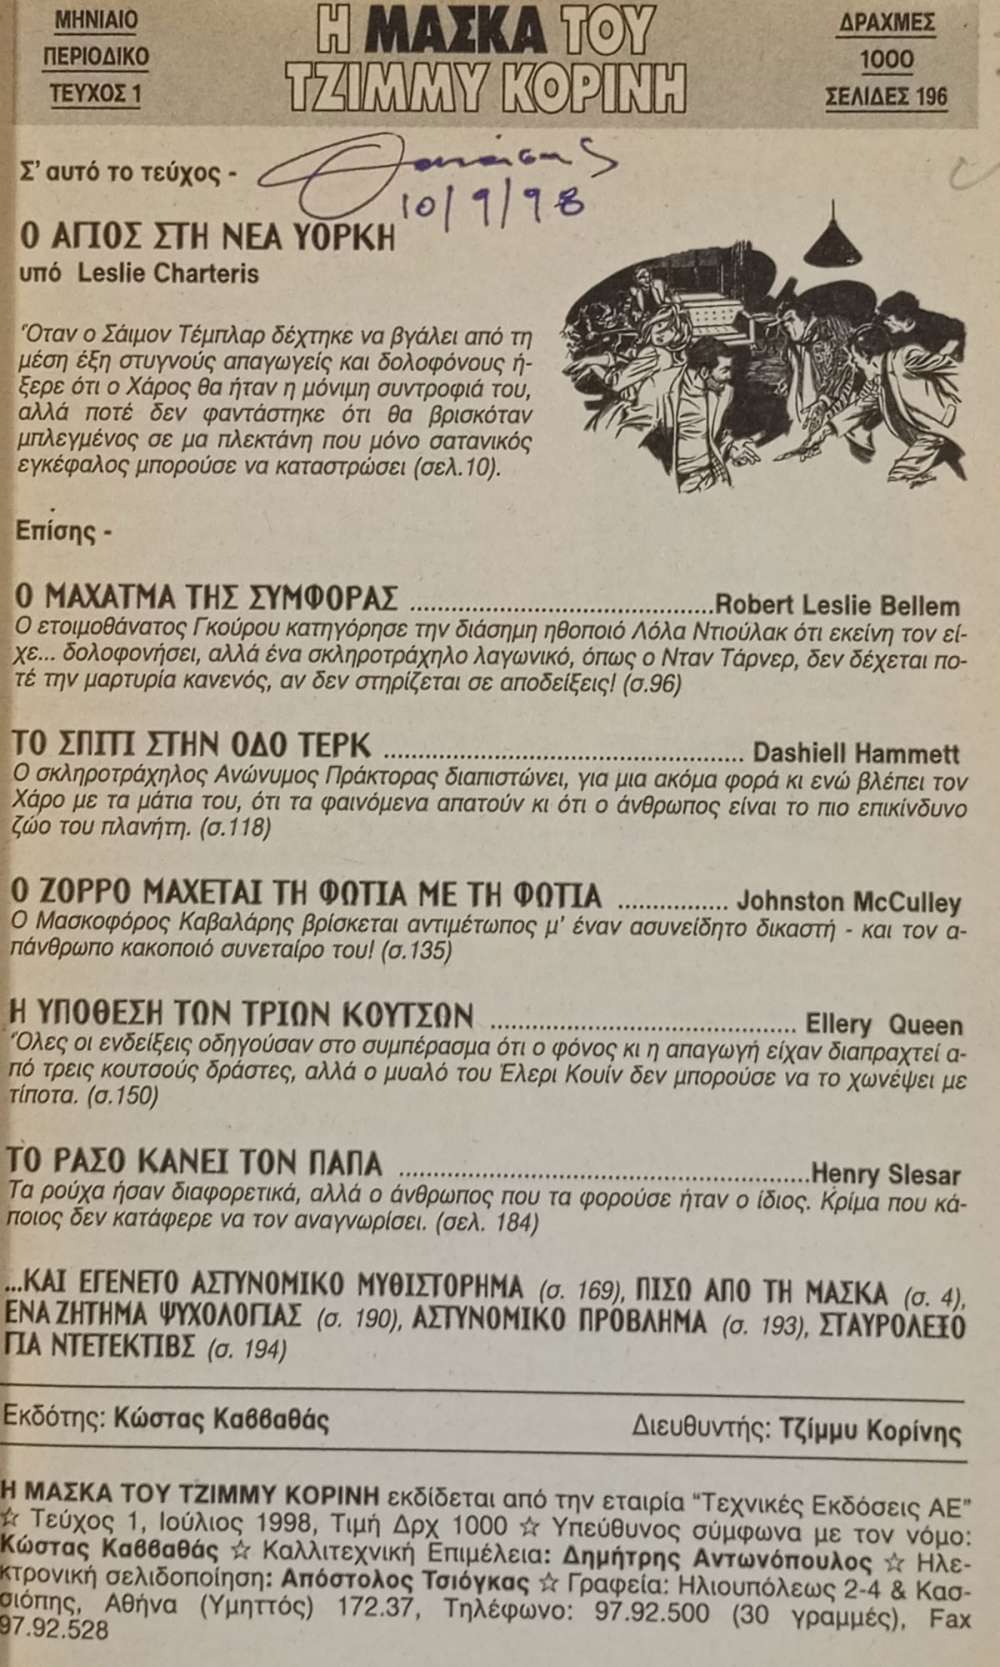 ΜΗΝΙΑΙΟ
ΠΕΡΙΟΔΙΚΟ
ΤΕΥΧΟΣ 1
Η ΜΑΣΚΑ ΤΟΥ
ΤΖΙΜΜΥ ΚΟΡΙΝΗ
ΔΡΑΧΜΕΣ
1000
ΣΕΛΙΔΕΣ 196
Σ' αυτό το τεύχος -
10/9/98
Ο ΑΓΙΟΣ ΣΤΗ ΝΕΑ ΥΟΡΚΗ
υπό Leslie Charteris
Όταν ο Σάιμον Τέμπλαρ δέχτηκε να βγάλει από τη
μέση έξη στυγνούς απαγωγείς και δολοφόνους ή-
ξερε ότι ο Χάρος θα ήταν η μόνιμη συντροφιά του,
αλλά ποτέ δεν φαντάστηκε ότι θα βρισκόταν
μπλεγμένος σε μα πλεκτάνη που μόνο σατανικός
εγκέφαλος μπορούσε να καταστρώσει (σελ.10).
Επίσης -
Ο ΜΑΧΑΤΜΑ ΤΗΣ ΣΥΜΦΟΡΑΣ ..........................................Robert Leslie Bellem
Ο ετοιμοθάνατος Γκούρου κατηγόρησε την διάσημη ηθοποιό Λόλα Ντιούλακ ότι εκείνη τον εί-
χε... δολοφονήσει, αλλά ένα σκληροτράχηλο λαγωνικό, όπως ο Νταν Τάρνερ, δεν δέχεται πο-
τέ την μαρτυρία κανενός, αν δεν στηρίζεται σε αποδείξεις! (σ.96)
ΤΟ ΣΠΙΤΙ ΣΤΗΝ ΟΔΟ ΤΕΡΚ .................................................. Dashiell Hammett
Ο σκληροτράχηλος Ανώνυμος Πράκτορας διαπιστώνει, για μια ακόμα φορά κι ενώ βλέπει τον
Χάρο με τα μάτια του, ότι τα φαινόμενα απατούν κι ότι ο άνθρωπος είναι το πιο επικίνδυνο
ζώο του πλανήτη. (σ.118)
Ο ΖΟΡΡΟ ΜΑΧΕΤΑΙ ΤΗ ΦΩΤΙΑ ΜΕ ΤΗ ΦΩΤΙΑ ................ Johnston McCulley
Ο Μασκοφόρος Καβαλάρης βρίσκεται αντιμέτωπος μ' έναν ασυνείδητο δικαστή - και τον α-
πάνθρωπο κακοποιό συνεταίρο του! (σ.135)
Η ΥΠΟΘΕΣΗ ΤΩΝ ΤΡΙΩΝ ΚΟΥΤΣΩΝ .......................................... Ellery Queen
Όλες οι ενδείξεις οδηγούσαν στο συμπέρασμα ότι ο φόνος κι η απαγωγή είχαν διαπραχτεί α-
πό τρεις κουτσούς δράστες, αλλά ο μυαλό του Έλερι Κουίν δεν μπορούσε να το χωνέψει με
τίποτα. (σ.150)
ΤΟ ΡΑΣΟ ΚΑΝΕΙ ΤΟΝ ΠΑΠΑ .........................................................Henry Slesar
Τα ρούχα ήσαν διαφορετικά, αλλά ο άνθρωπος που τα φορούσε ήταν ο ίδιος. Κρίμα που κά-
ποιος δεν κατάφερε να τον αναγνωρίσει. (σελ. 184)
...ΚΑΙ ΕΓΕΝΕΤΟ ΑΣΤΥΝΟΜΙΚΟ ΜΥΘΙΣΤΟΡΗΜΑ (σ. 169), ΠΙΣΩ ΑΠΟ ΤΗ ΜΑΣΚΑ (σ. 4),
ΕΝΑ ΖΗΤΗΜΑ ΨΥΧΟΛΟΓΙΑΣ (σ. 190), ΑΣΤΥΝΟΜΙΚΟ ΠΡΟΒΛΗΜΑ (σ. 193), ΣΤΑΥΡΟΛΕΞΟ
ΓΙΑ ΝΤΕΤΕΚΤΙΒΣ (σ. 194)
Εκδότης: Κώστας Καββαθάς
Διευθυντής: Τζίμμυ Κορίνης
Η ΜΑΣΚΑ ΤΟΥ ΤΖΙΜΜΥ ΚΟΡΙΝΗ εκδίδεται από την εταιρία "Τεχνικές Εκδόσεις ΑΕ"
☆ Τεύχος 1, Ιούλιος 1998, Τιμή Δρχ 1000 ☆ Υπεύθυνος σύμφωνα με τον νόμο:
Κώστας Καββαθάς ☆ Καλλιτεχνική Επιμέλεια: Δημήτρης Αντωνόπουλος ☆ Ηλε-
κτρονική σελιδοποίηση: Απόστολος Τσιόγκας ☆ Γραφεία: Ηλιουπόλεως 2-4 & Κασ-
σιόπης, Αθήνα (Υμηττός) 172.37, Τηλέφωνο: 97.92.500 (30 γραμμές), Fax
97.92.528